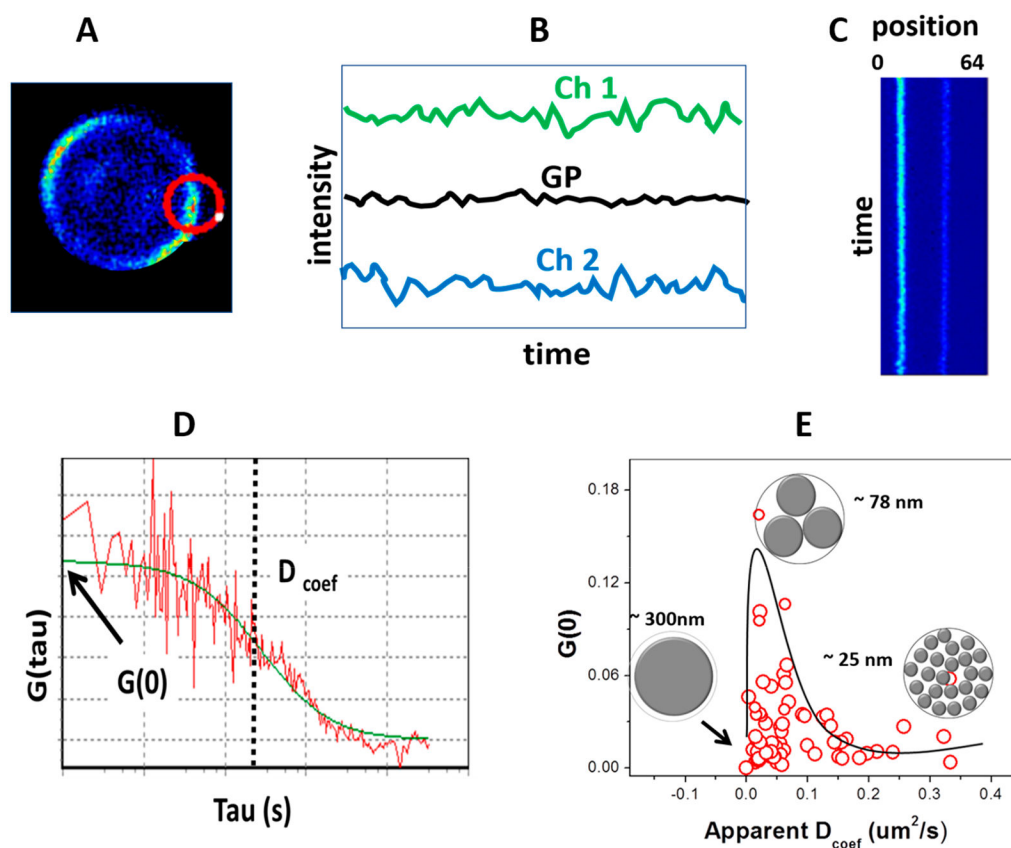 A
B
C
position
0 64
Ch 1
GP
Ch 2
intensity
time
time
D
E
D coef
G(0)
G(tau)
Tau (s)
0.18
0.12
0.06
0.00
G(0)
~ 78 nm
~ 300nm
~ 25 nm
-0.1 0.0 0.1 0.2 0.3 0.4
Apparent D coef (um²/s)